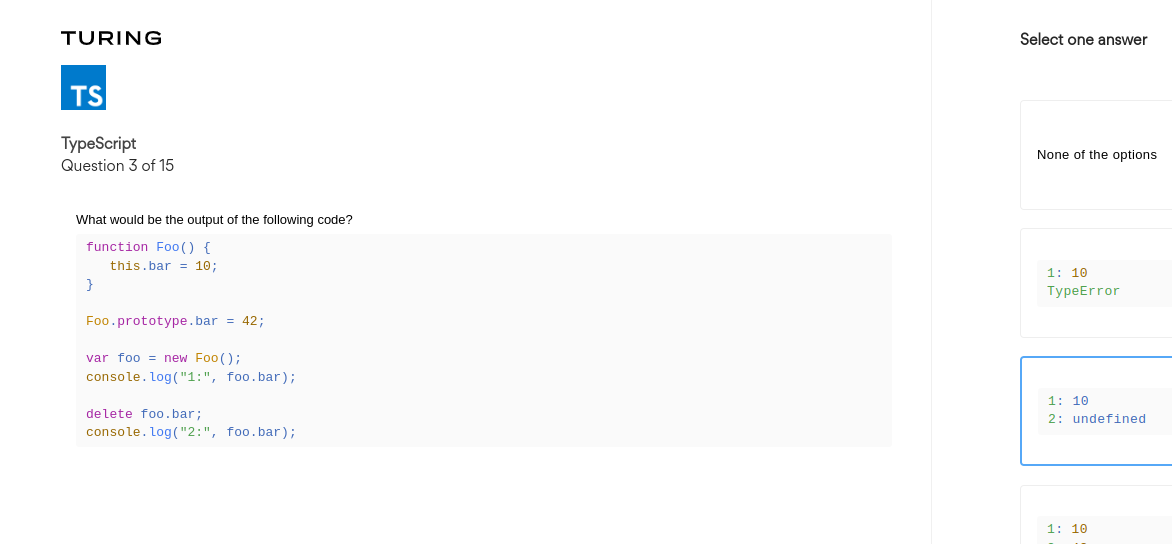 TURING
TS
TypeScript
Question 3 of 15
What would be the output of the following code?
function Foo() {
   this.bar = 10;
}
Foo.prototype.bar = 42;
var foo = new Foo();
console.log("1:", foo.bar);
delete foo.bar;
console.log("2:", foo.bar);
Select one answer
None of the options
1: 10
TypeError
1: 10
2: undefined
1: 10